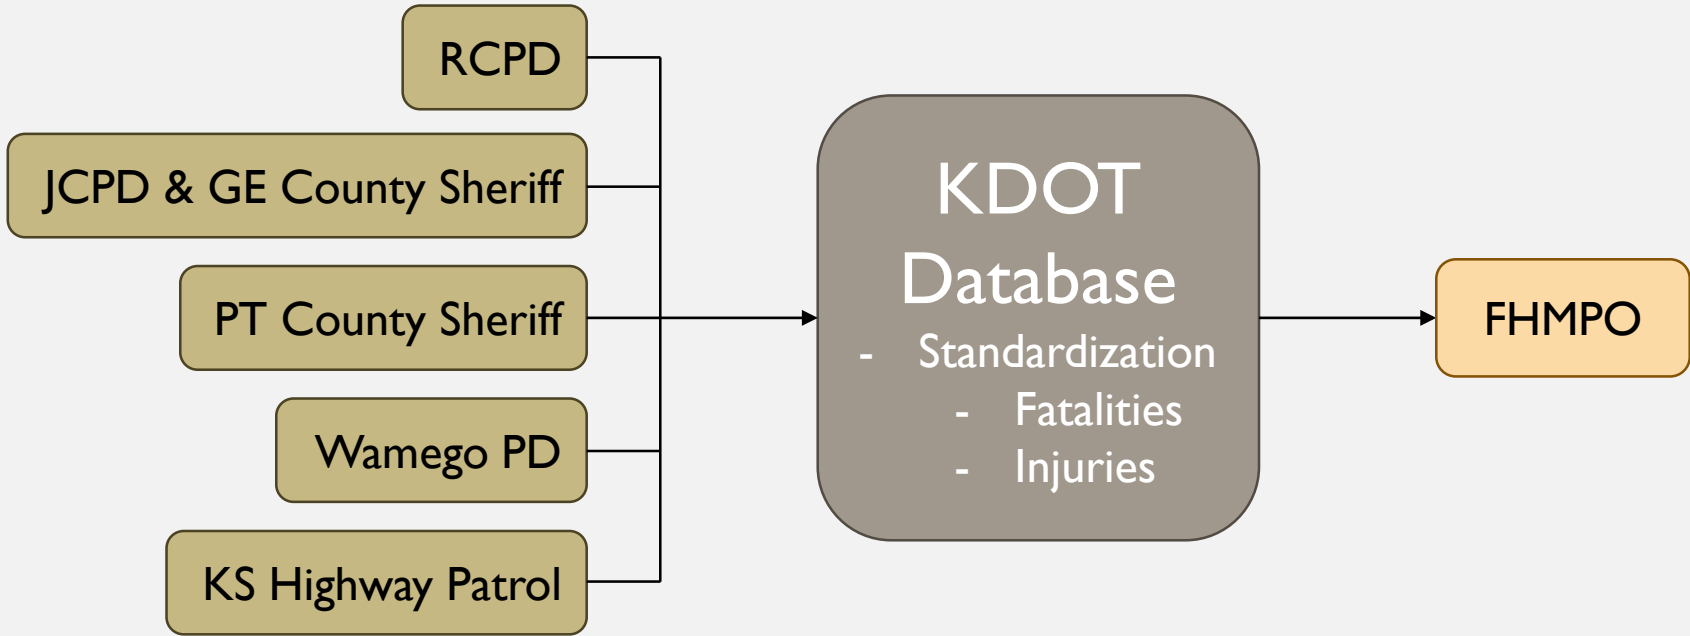 RCPD
JCPD & GE County Sheriff
PT County Sheriff
Wamego PD
KS Highway Patrol
KDOT
Database
- Standardization
- Fatalities
- Injuries
FHMPO